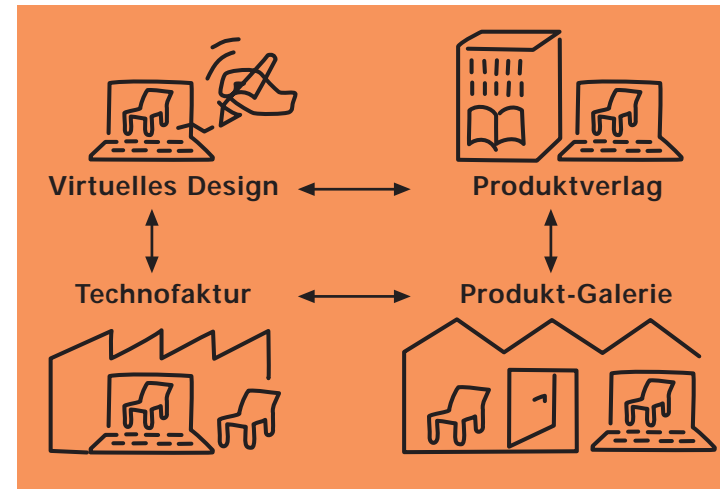 Virtuelles Design
Produktverlag
Technofaktur
Produkt-Galerie